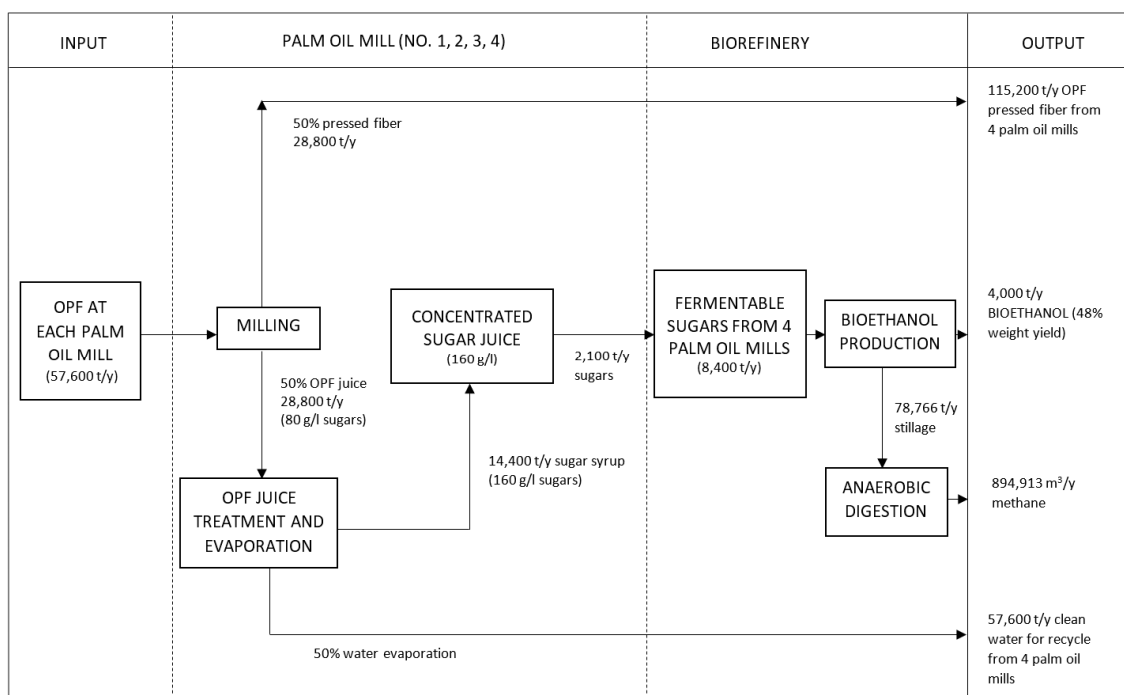 INPUT
PALM OIL MILL (NO. 1, 2, 3, 4)
BIOREFINERY
OUTPUT
50% pressed fiber
28,800 t/y
115,200 t/y OPF
pressed fiber from
4 palm oil mills
OPF AT
EACH PALM
OIL MILL
(57,600 t/y)
MILLING
50% OPF juice
28,800 t/y
(80 g/l sugars)
OPF JUICE
TREATMENT AND
EVAPORATION
14,400 t/y sugar syrup
(160 g/l sugars)
CONCENTRATED
SUGAR JUICE
(160 g/l)
2,100 t/y
sugars
FERMENTABLE
SUGARS FROM 4
PALM OIL MILLS
(8,400 t/y)
BIOETHANOL
PRODUCTION
4,000 t/y
BIOETHANOL (48%
weight yield)
78,766 t/y
stillage
ANAEROBIC
DIGESTION
894,913 m³/y
methane
50% water evaporation
57,600 t/y clean
water for recycle
from 4 palm oil
mills